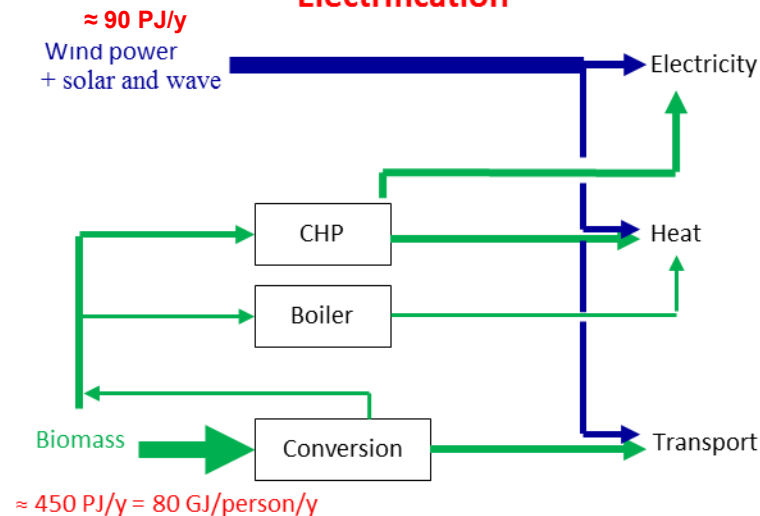 Electrification
≈ 90 PJ/y
Wind power
+ solar and wave
Electricity
CHP
Heat
Boiler
Biomass
Conversion
Transport
≈ 450 PJ/y = 80 GJ/person/y